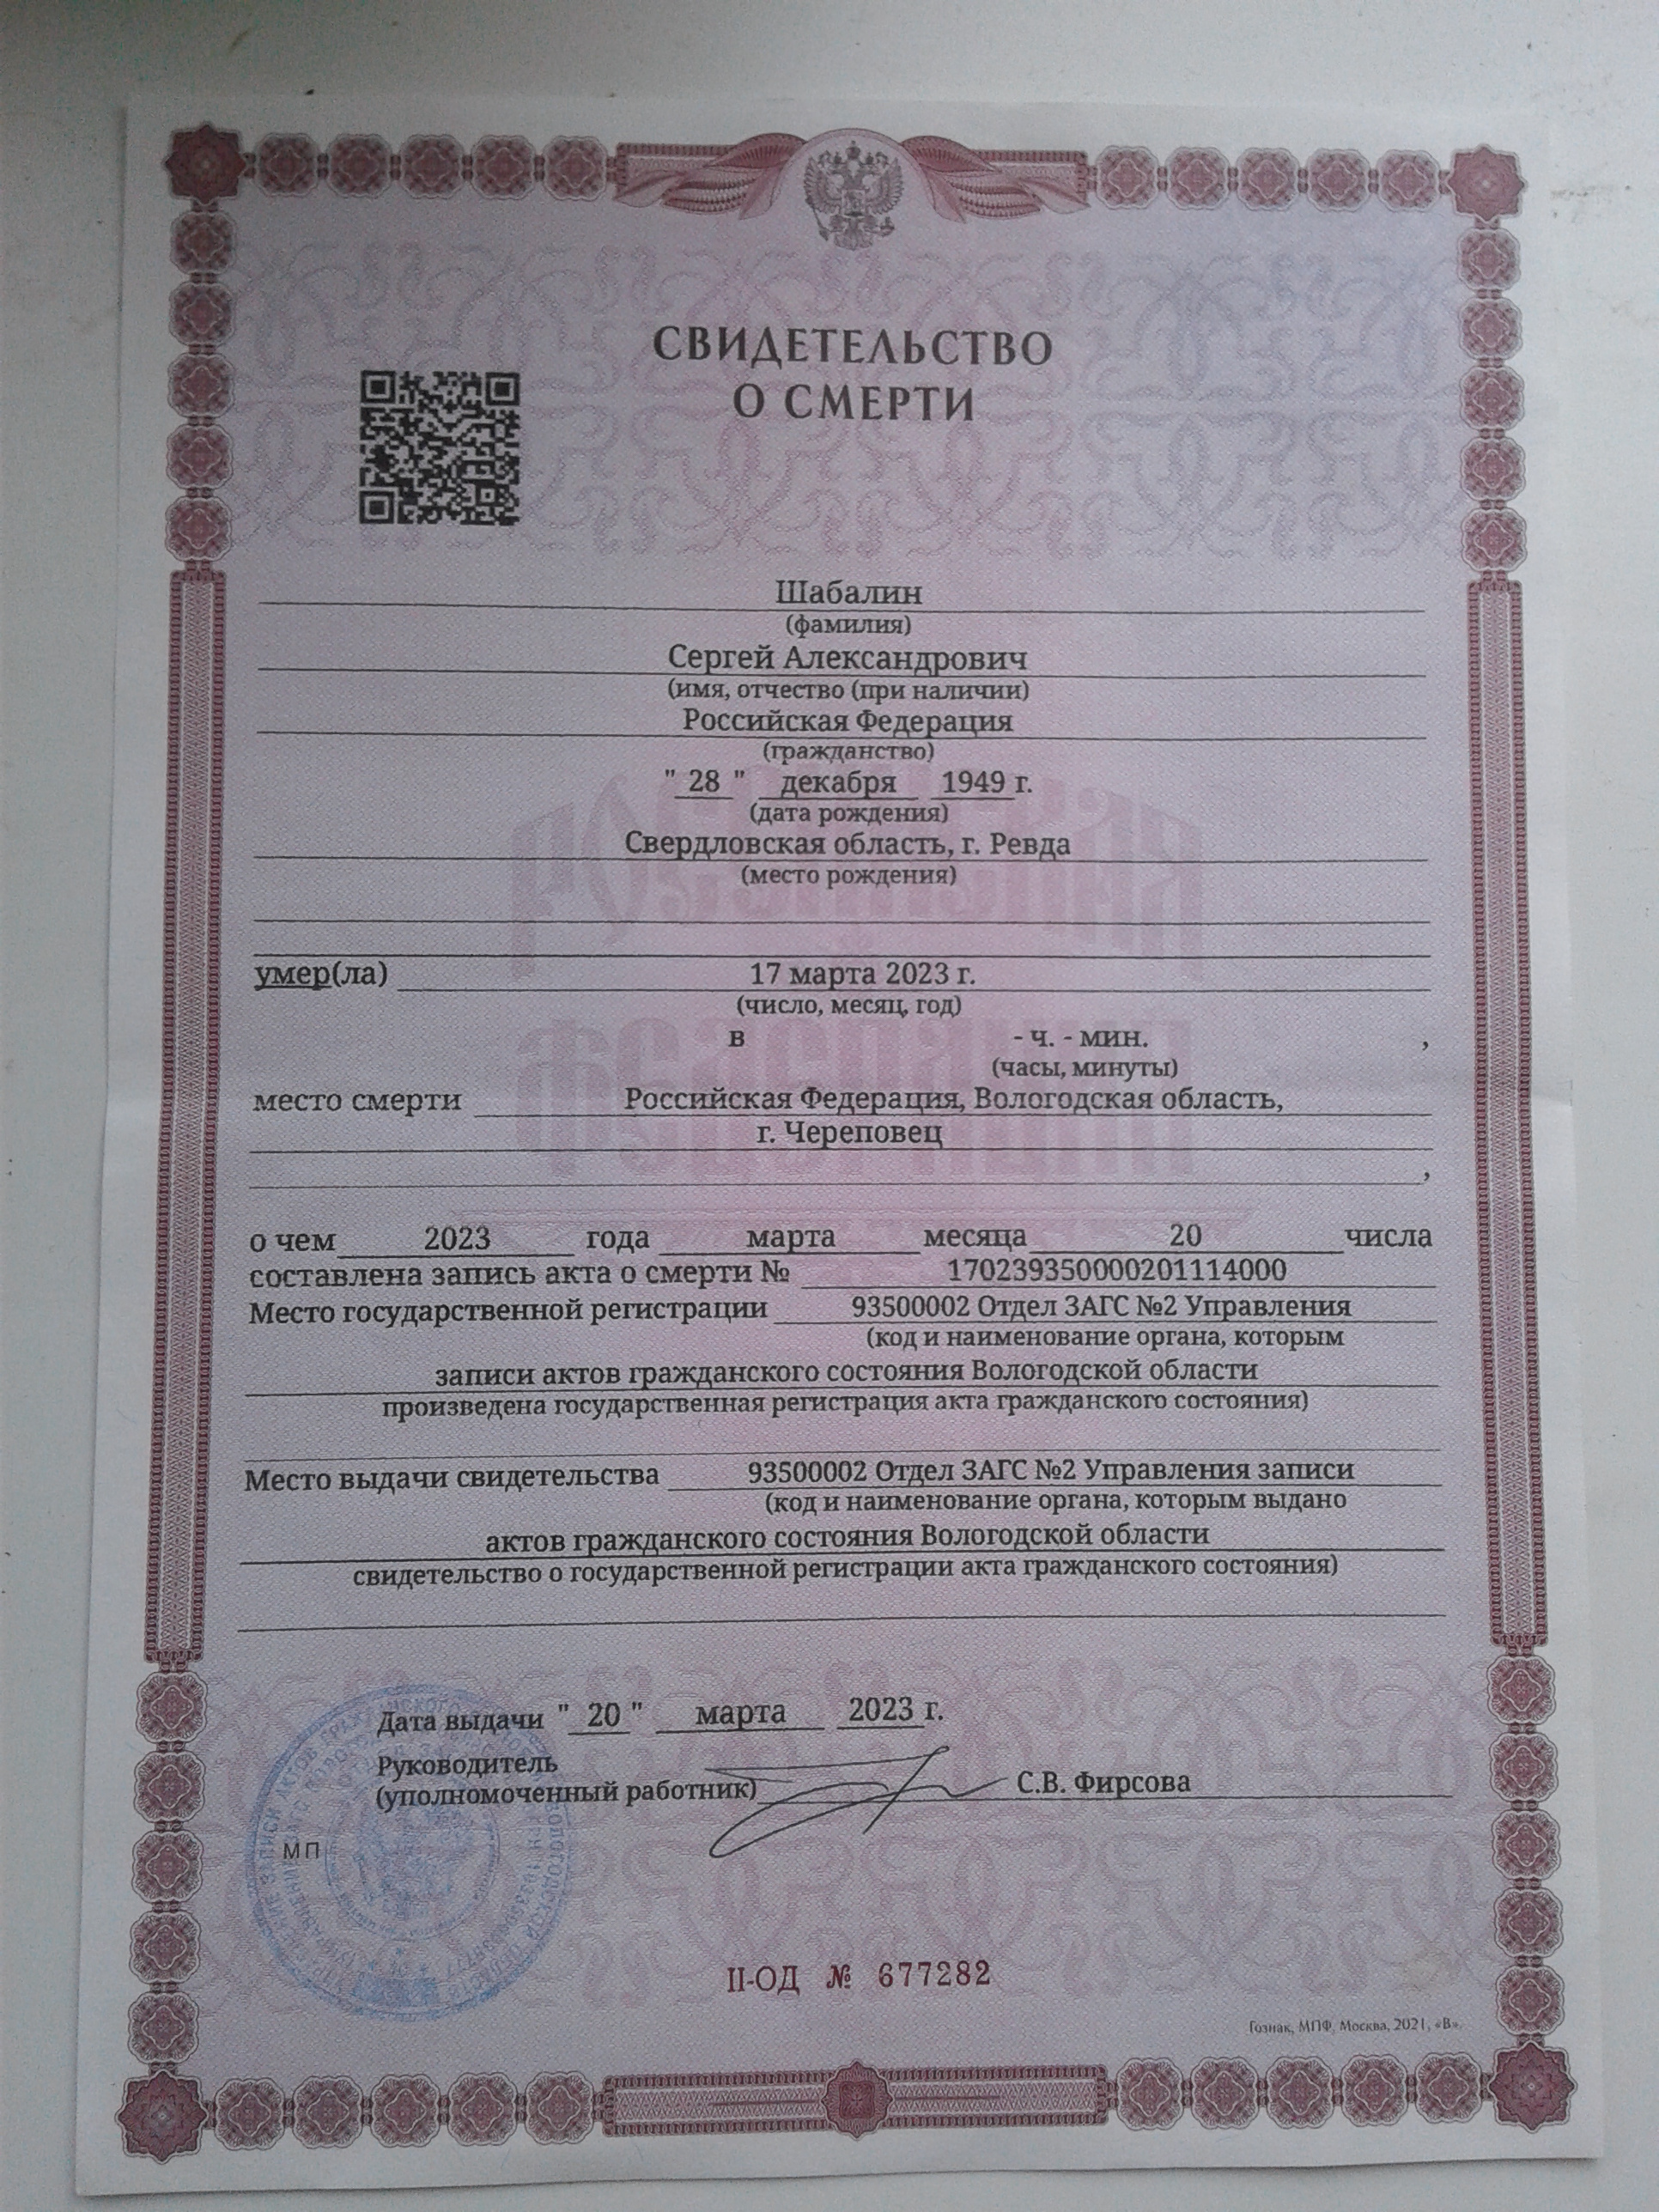 СВИДЕТЕЛЬСТВО
О СМЕРТИ
Шабалин
(фамилия)
Сергей Александрович
(имя, отчество (при наличии)
Российская Федерация
(гражданство)
" 28 " декабря 1949 г.
(дата рождения)
Свердловская область, г. Ревда
(место рождения)
умер(ла) 17 марта 2023 г.
(число, месяц, год)
в - ч. - мин. ,
(часы, минуты)
место смерти Российская Федерация, Вологодская область,
г. Череповец
,
о чем 2023 года марта месяца 20 числа
составлена запись акта о смерти № 170239350000201114000
Место государственной регистрации 93500002 Отдел ЗАГС №2 Управления
(код и наименование органа, которым
записи актов гражданского состояния Вологодской области
произведена государственная регистрация акта гражданского состояния)
Место выдачи свидетельства 93500002 Отдел ЗАГС №2 Управления записи
(код и наименование органа, которым выдано
актов гражданского состояния Вологодской области
свидетельство о государственной регистрации акта гражданского состояния)
Дата выдачи " 20 " марта 2023 г.
Руководитель
(уполномоченный работник) С.В. Фирсова
МП
II-ОД № 677282
Гознак, МПФ, Москва, 2021, «В».